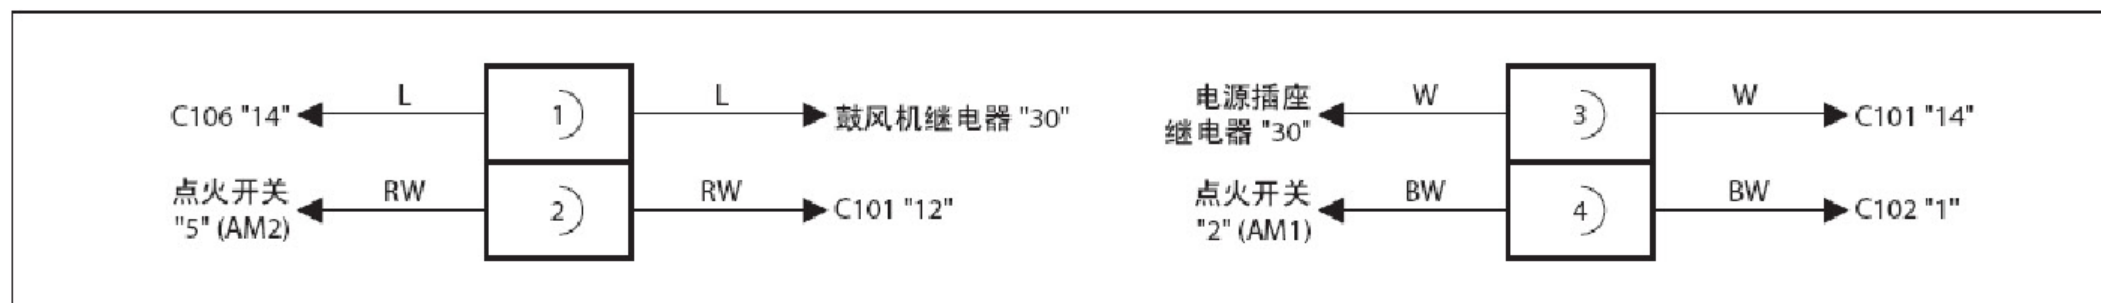 C106 "14"
L
1
L
鼓风机继电器 "30"
点火开关
"5" (AM2)
RW
2
RW
C101 "12"
电源插座
继电器 "30"
W
3
W
C101 "14"
点火开关
"2" (AM1)
BW
4
BW
C102 "1"